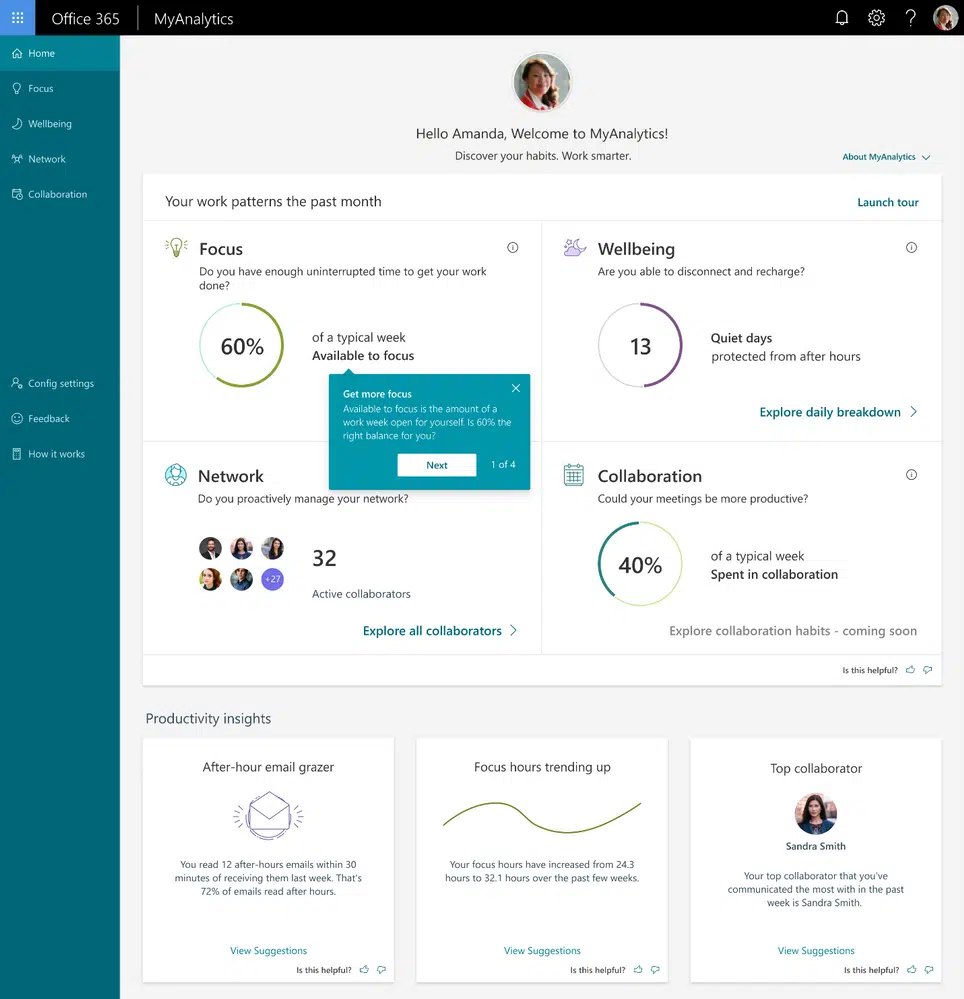 Office 365
MyAnalytics
Home
Focus
Wellbeing
Network
Collaboration
Config settings
Feedback
How it works
Hello Amanda, Welcome to MyAnalytics!
Discover your habits. Work smarter.
About MyAnalytics
Your work patterns the past month
Launch tour
Focus
Do you have enough uninterrupted time to get your work
done?
60%
of a typical week
Available to focus
Get more focus
Available to focus is the amount of a
work week open for yourself. Is 60% the
right balance for you?
Next
1 of 4
Wellbeing
Are you able to disconnect and recharge?
13
Quiet days
protected from after hours
Explore daily breakdown
Network
Do you proactively manage your network?
+27
32
Active collaborators
Explore all collaborators
Collaboration
Could your meetings be more productive?
40%
of a typical week
Spent in collaboration
Explore collaboration habits - coming soon
Is this helpful?
Productivity insights
After-hour email grazer
You read 12 after-hours emails within 30
minutes of receiving them last week. That's
72% of emails read after hours.
View Suggestions
Is this helpful?
Focus hours trending up
Your focus hours have increased from 24.3
hours to 32.1 hours over the past few weeks.
View Suggestions
Is this helpful?
Top collaborator
Sandra Smith
Your top collaborator that you've
communicated the most with in the past
week is Sandra Smith.
View Suggestions
Is this helpful?